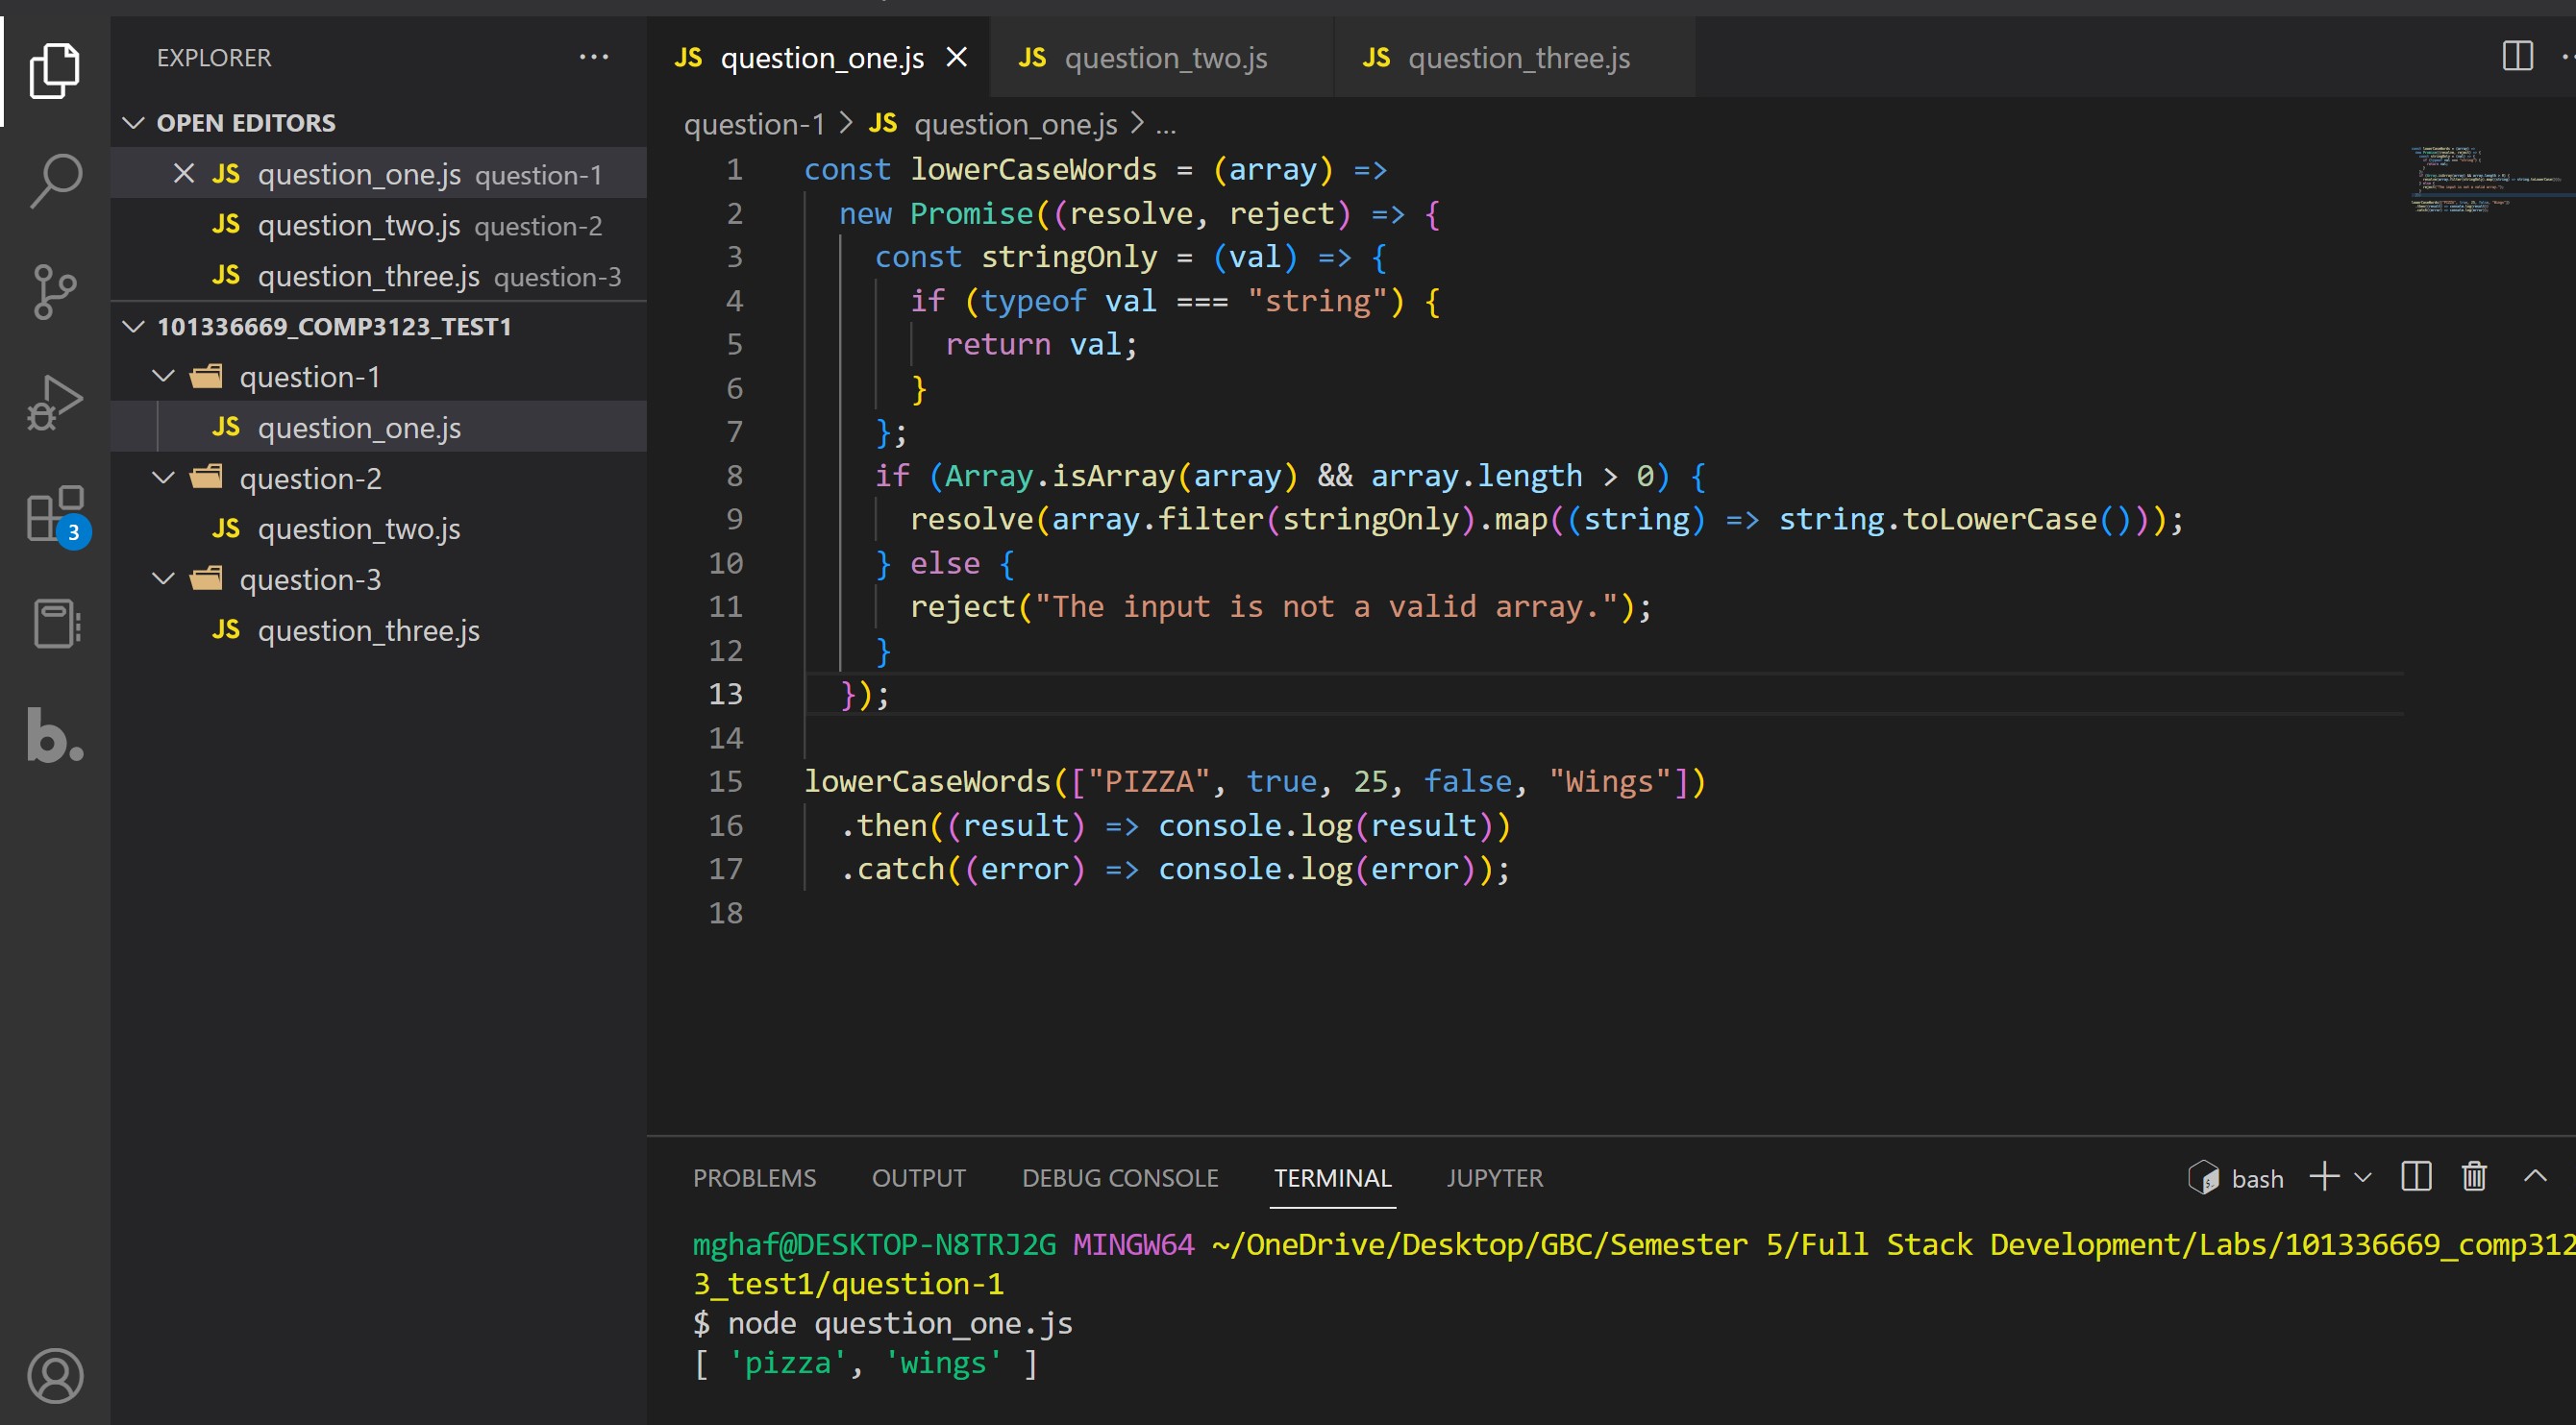 EXPLORER
OPEN EDITORS
JS question_one.js question-1
JS question_two.js question-2
JS question_three.js question-3
101336669_COMP3123_TEST1
question-1
JS question_one.js
question-2
JS question_two.js
question-3
JS question_three.js
3
b.
JS question_one.js
JS question_two.js
JS question_three.js
question-1 > JS question_one.js > ...
1 const lowerCaseWords = (array) =>
2   new Promise((resolve, reject) => {
3     const stringOnly = (val) => {
4       if (typeof val === "string") {
5         return val;
6       }
7     };
8     if (Array.isArray(array) && array.length > 0) {
9       resolve(array.filter(stringOnly).map((string) => string.toLowerCase()));
10     } else {
11       reject("The input is not a valid array.");
12     }
13   });
14
15 lowerCaseWords(["PIZZA", true, 25, false, "Wings"])
16   .then((result) => console.log(result))
17   .catch((error) => console.log(error));
18
PROBLEMS OUTPUT DEBUG CONSOLE TERMINAL JUPYTER
bash
mghaf@DESKTOP-N8TRJ2G MINGW64 ~/OneDrive/Desktop/GBC/Semester 5/Full Stack Development/Labs/101336669_comp312
3_test1/question-1
$ node question_one.js
[ 'pizza', 'wings' ]